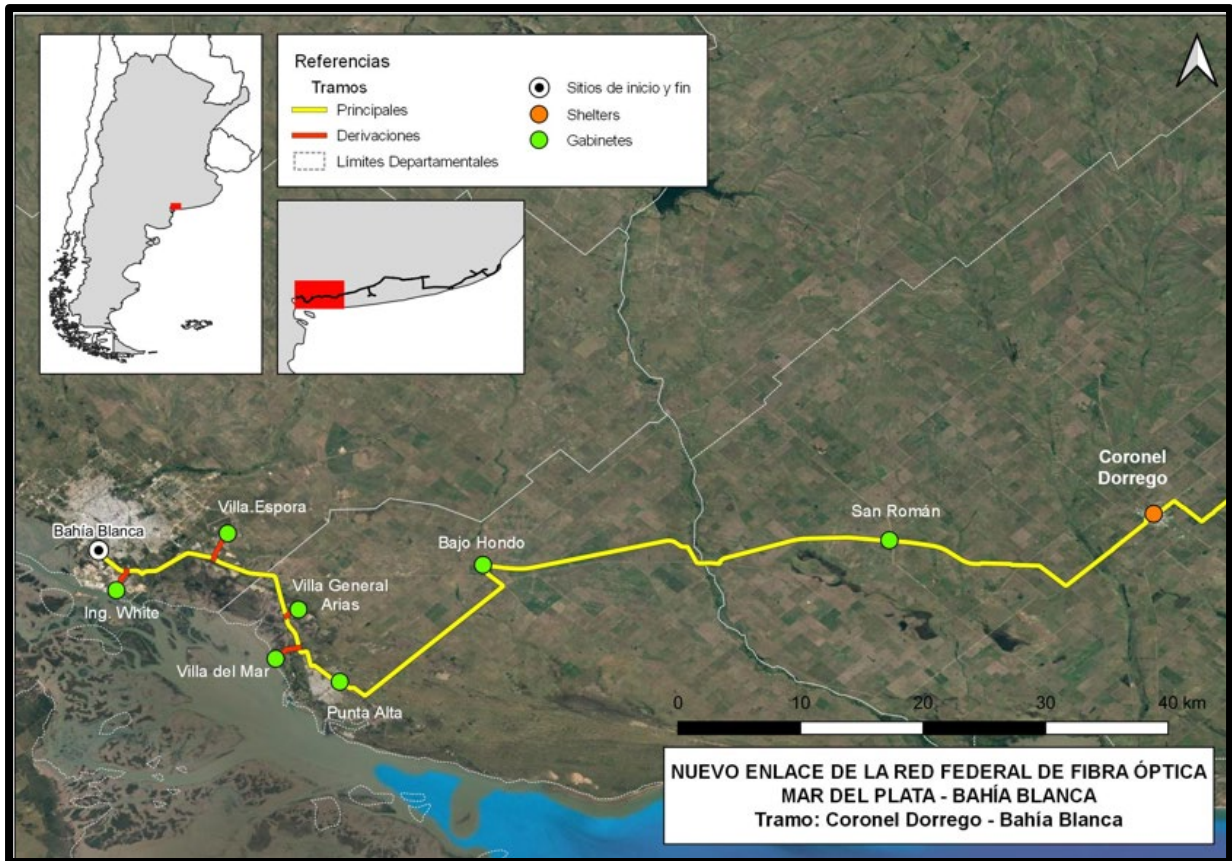 Referencias
Tramos
Principales
Derivaciones
Límites Departamentales
Sitios de inicio y fin
Shelters
Gabinetes
Coronel
Dorrego
San Román
Bajo Hondo
Villa.Espora
Bahía Blanca
Ing. White
Villa General
Arias
Villa del Mar
Punta Alta
0 10 20 30 40 km
NUEVO ENLACE DE LA RED FEDERAL DE FIBRA ÓPTICA
MAR DEL PLATA - BAHÍA BLANCA
Tramo: Coronel Dorrego - Bahía Blanca